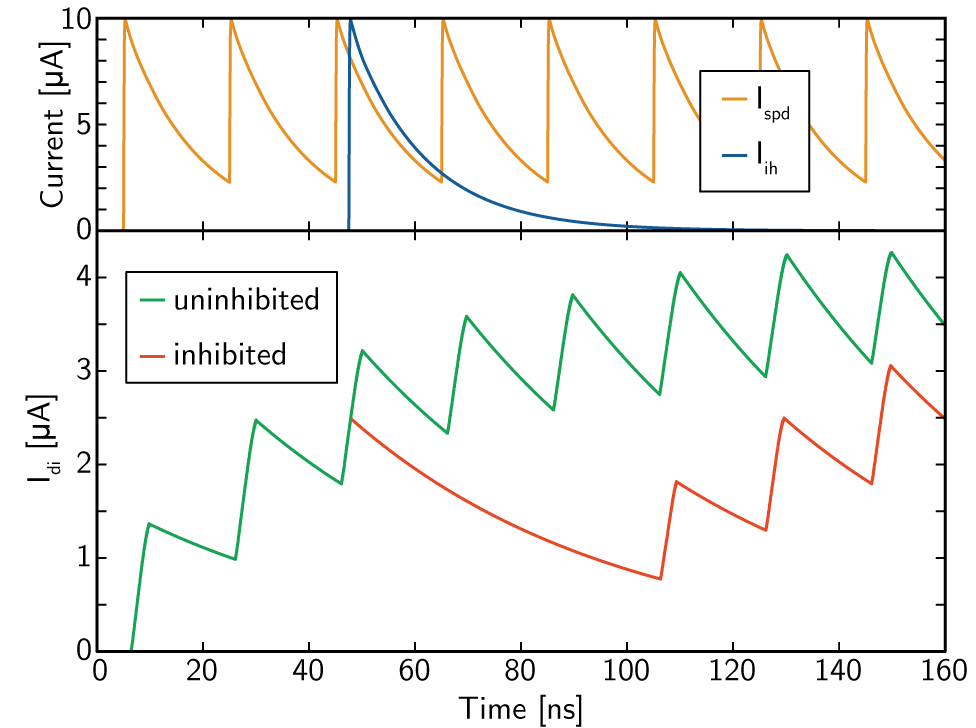 10
5
0
Current [μA]
I_spd
I_ih
4
3
2
1
0
I_di [μA]
uninhibited
inhibited
0 20 40 60 80 100 120 140 160
Time [ns]